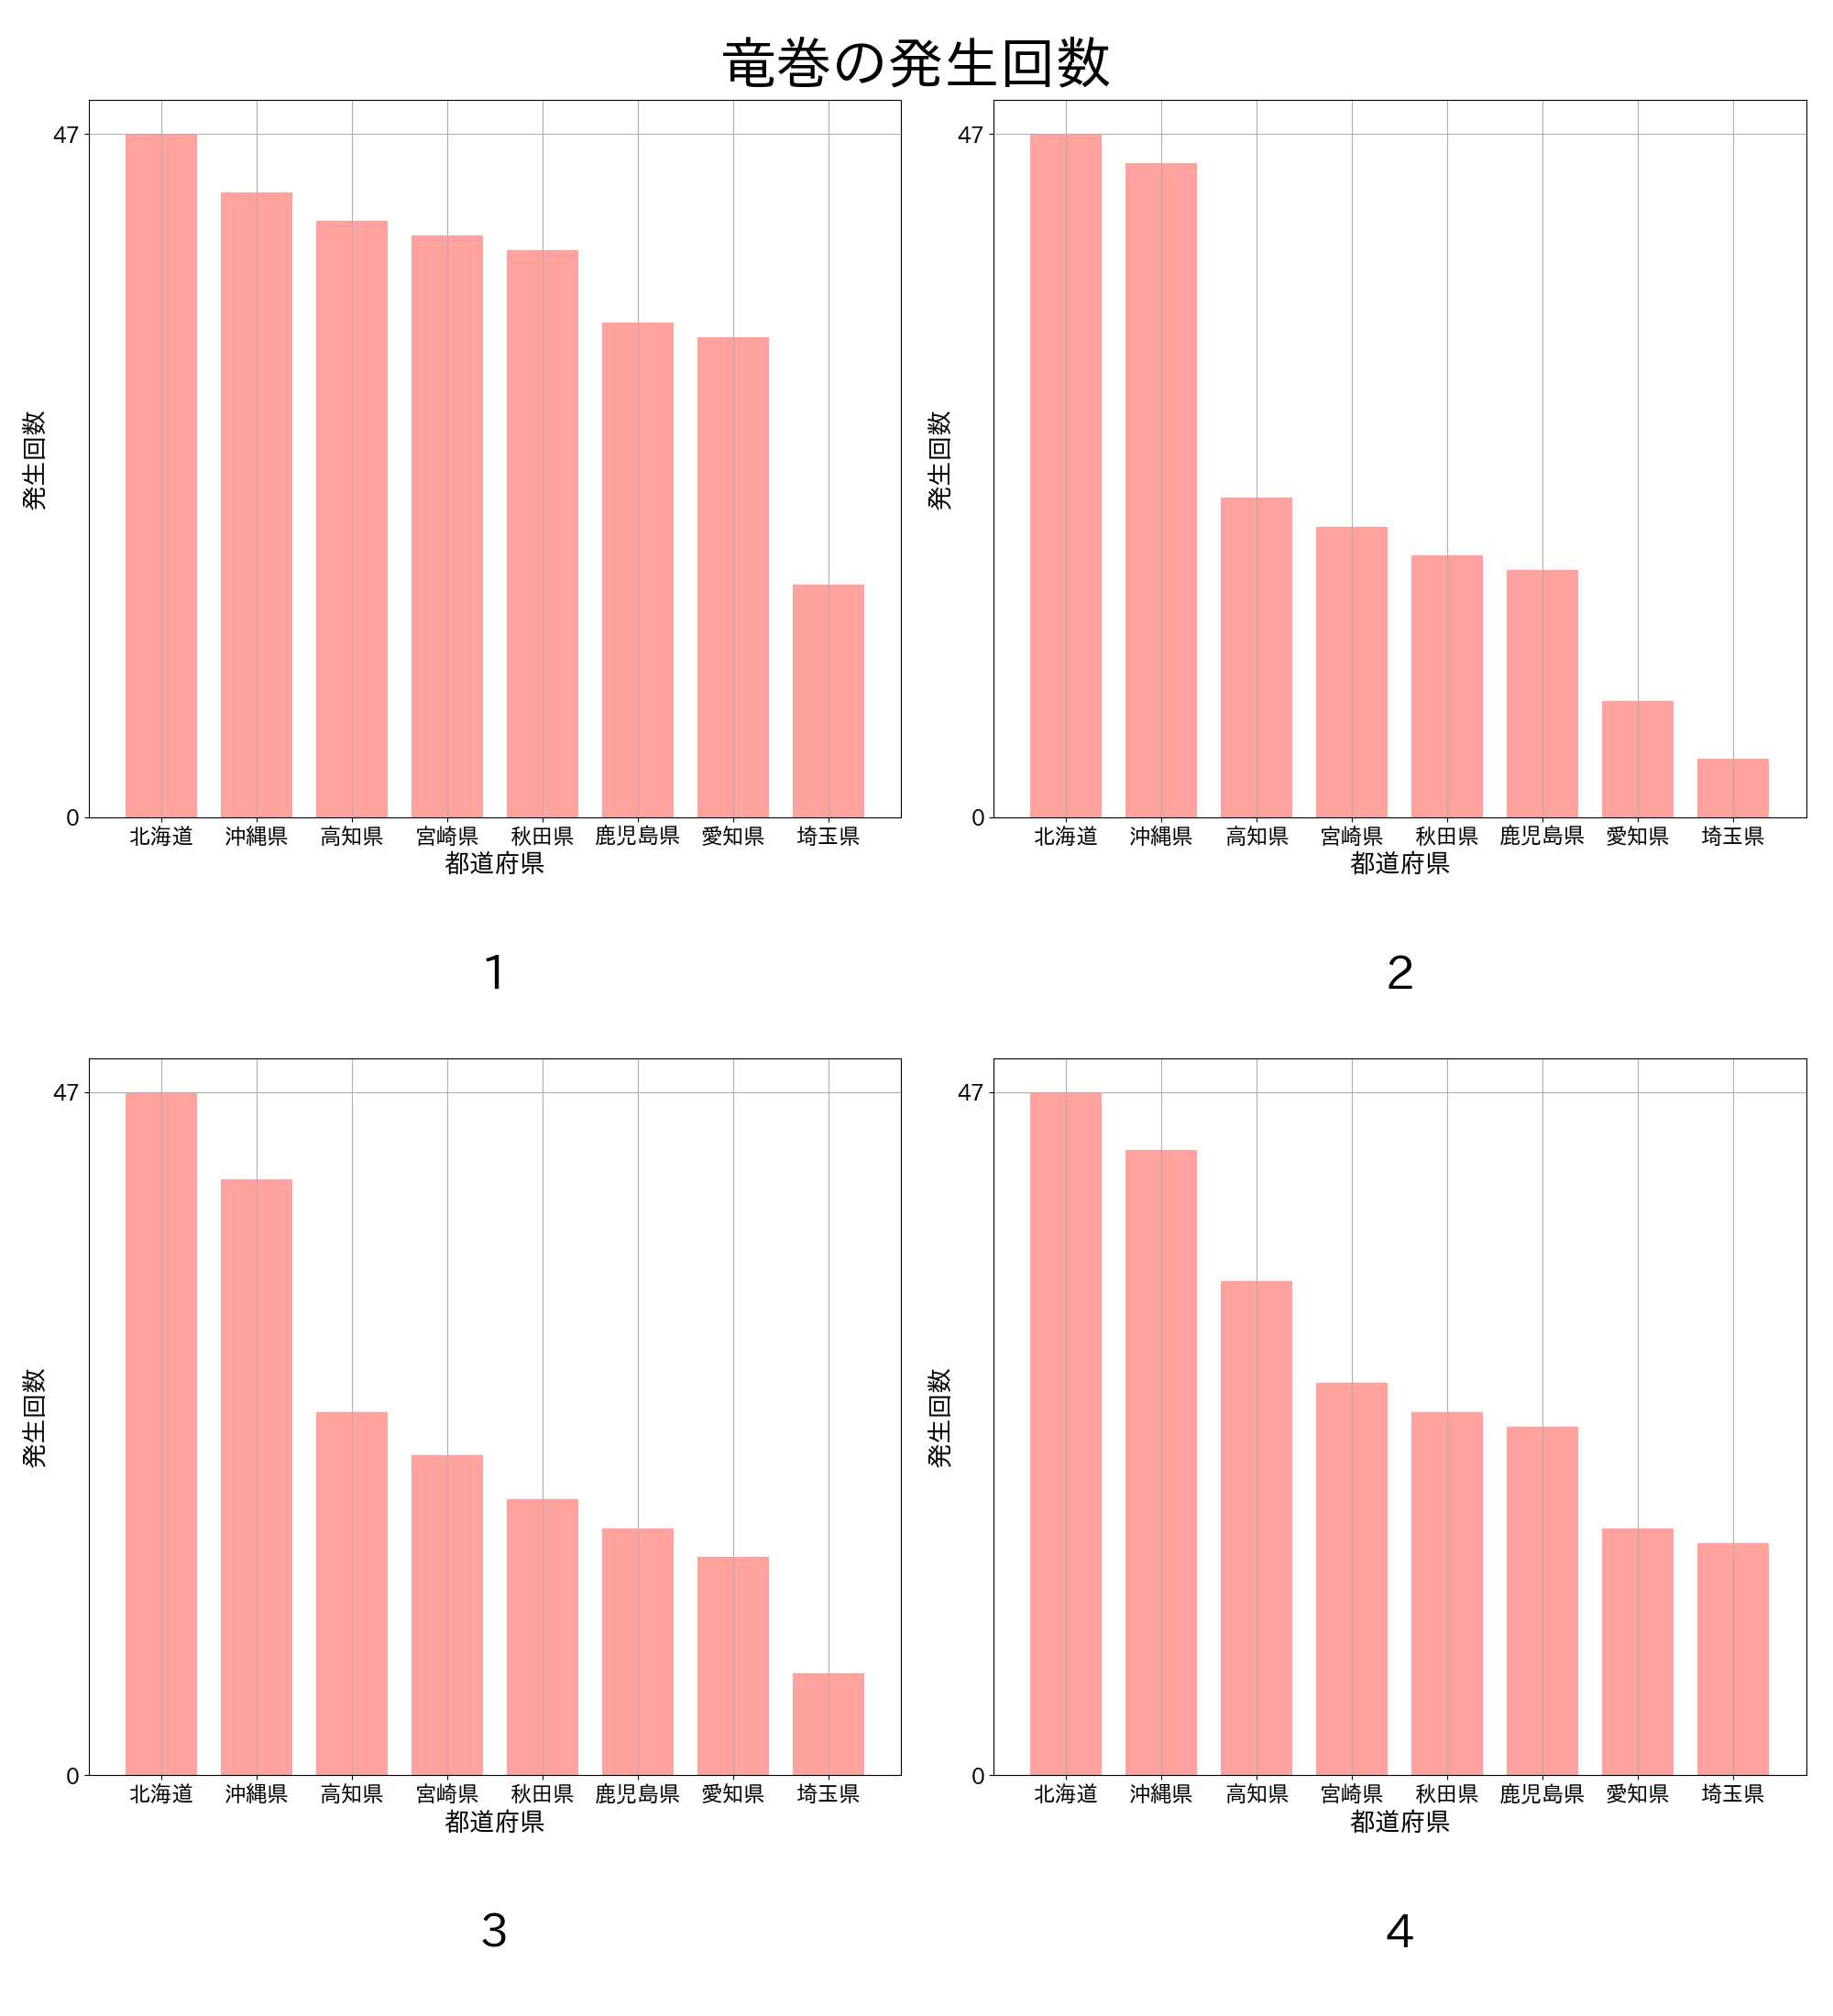 竜巻の発生回数
47
0
発生回数
北海道 沖縄県 高知県 宮崎県 秋田県 鹿児島県 愛知県 埼玉県
都道府県
1
47
0
発生回数
北海道 沖縄県 高知県 宮崎県 秋田県 鹿児島県 愛知県 埼玉県
都道府県
2
47
0
発生回数
北海道 沖縄県 高知県 宮崎県 秋田県 鹿児島県 愛知県 埼玉県
都道府県
3
47
0
発生回数
北海道 沖縄県 高知県 宮崎県 秋田県 鹿児島県 愛知県 埼玉県
都道府県
4